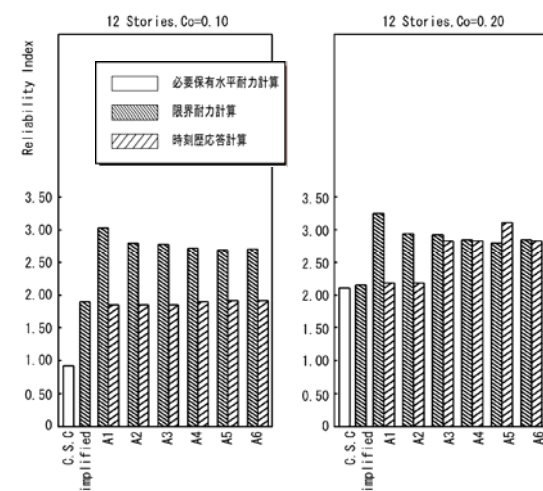 12 Stories, Co=0.10
Reliability Index
必要保有水平耐力計算
限界耐力計算
時刻歴応答計算
3.50
3.00
2.50
2.00
1.50
1.00
0.50
0
C.S.C
implified
A1
A2
A3
A4
A5
A6
12 Stories, Co=0.20
3.50
3.00
2.50
2.00
1.50
1.00
0.50
0
C.S.C
implified
A1
A2
A3
A4
A5
A6